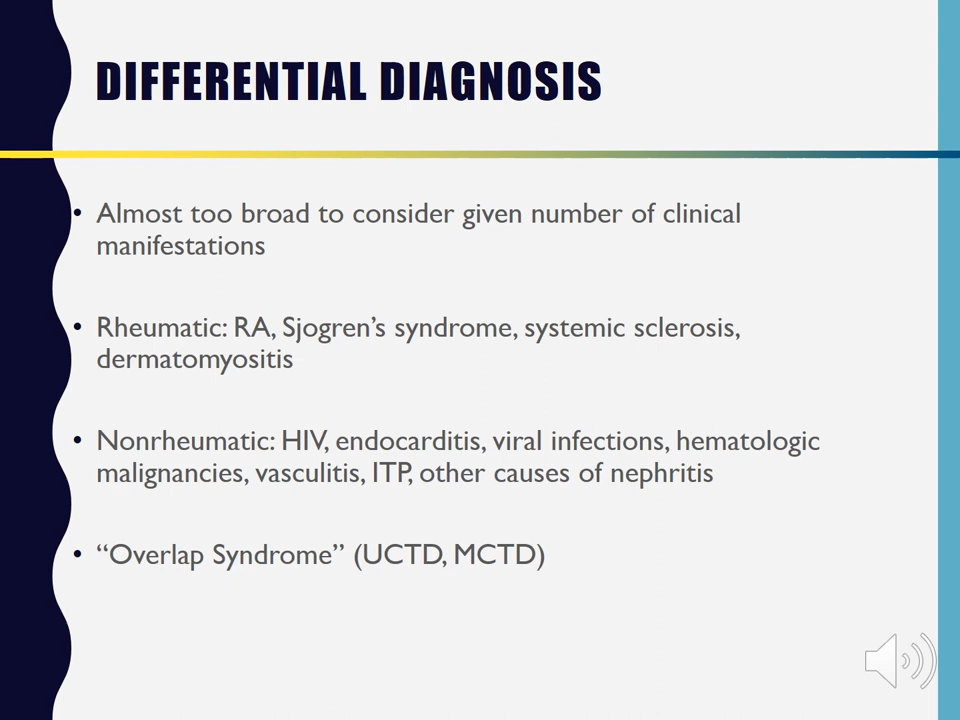 DIFFERENTIAL DIAGNOSIS
• Almost too broad to consider given number of clinical
manifestations
• Rheumatic: RA, Sjogren’s syndrome, systemic sclerosis,
dermatomyositis
• Nonrheumatic: HIV, endocarditis, viral infections, hematologic
malignancies, vasculitis, ITP, other causes of nephritis
• “Overlap Syndrome” (UCTD, MCTD)